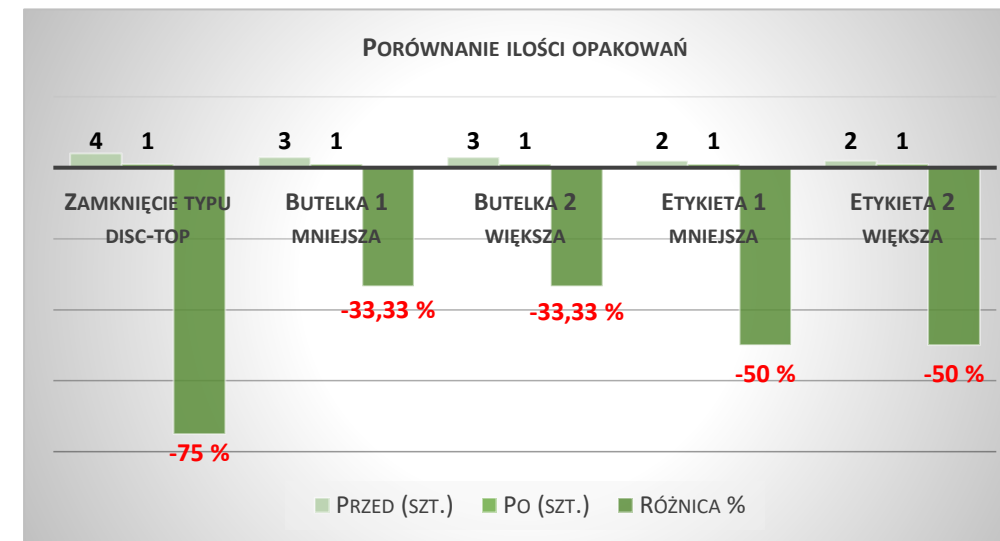 PORÓWNANIE ILOŚCI OPAKOWAŃ
4 1 3 1 3 1 2 1 2 1
ZAMKNIĘCIE TYPU DISC-TOP
BUTELKA 1 MNIEJSZA
BUTELKA 2 WIĘKSZA
ETYKIETA 1 MNIEJSZA
ETYKIETA 2 WIĘKSZA
-33,33 % -33,33 %
-50 % -50 %
-75 %
PRZED (SZT.) PO (SZT.) RÓŻNICA %